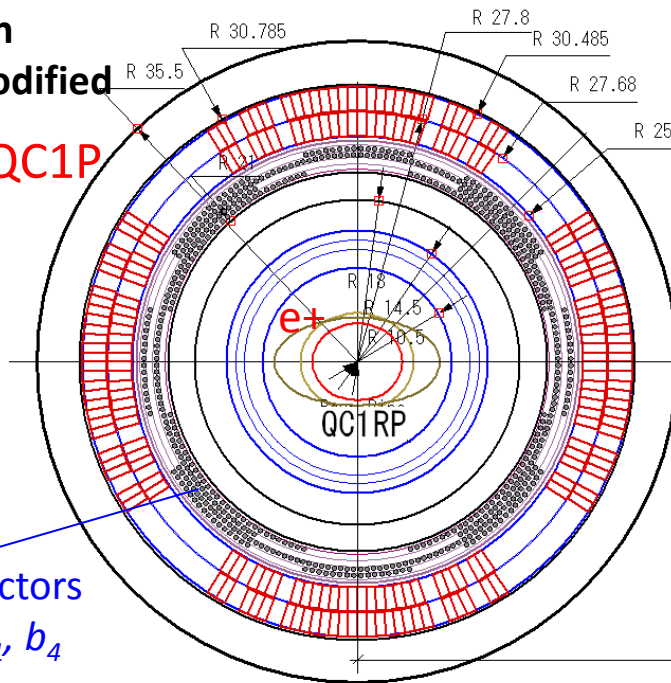 R 27.8
R 30.785
R 30.485
odified
R 35.5
R 27.68
QC1P
R 25
R 21
R 18
e+
R 14.5
R 10.5
QC1RP
ctors
b4